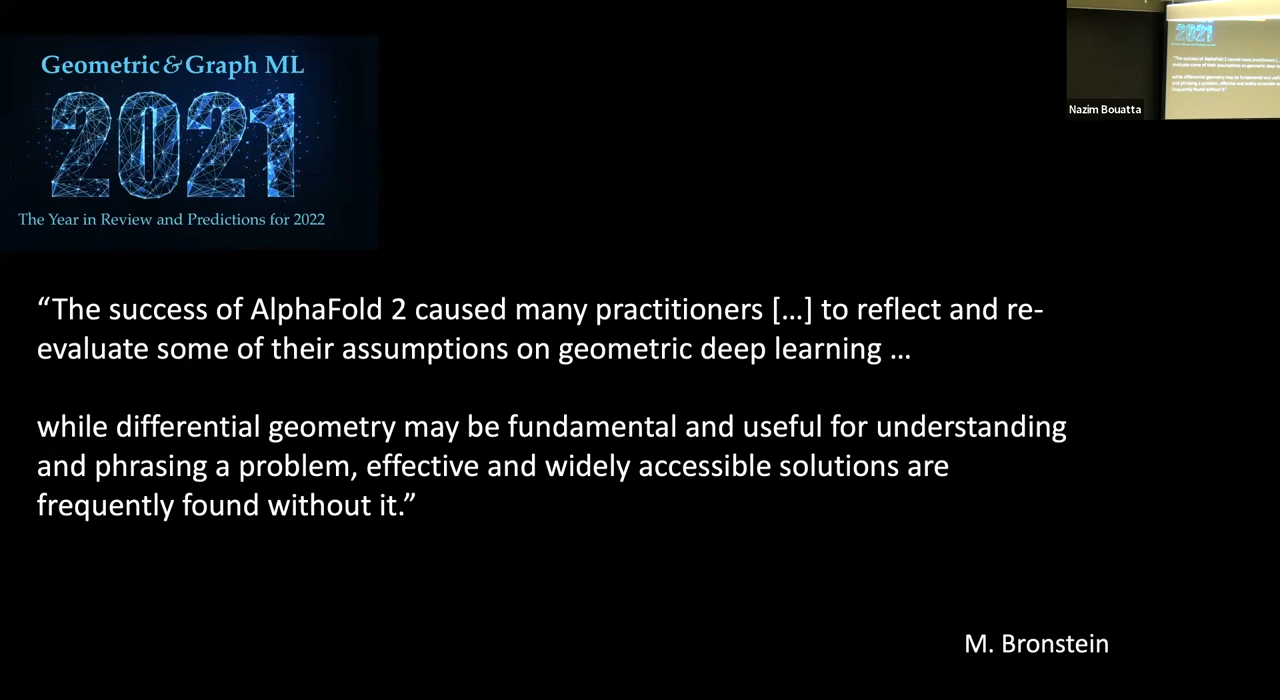 Geometric & Graph ML
2021
The Year in Review and Predictions for 2022
Nazim Bouatta
2021
“The success of AlphaFold 2 caused many practitioners […] to reflect and re-
evaluate some of their assumptions on geometric deep learning …
while differential geometry may be fundamental and useful for understanding
and phrasing a problem, effective and widely accessible solutions are
frequently found without it.”
M. Bronstein